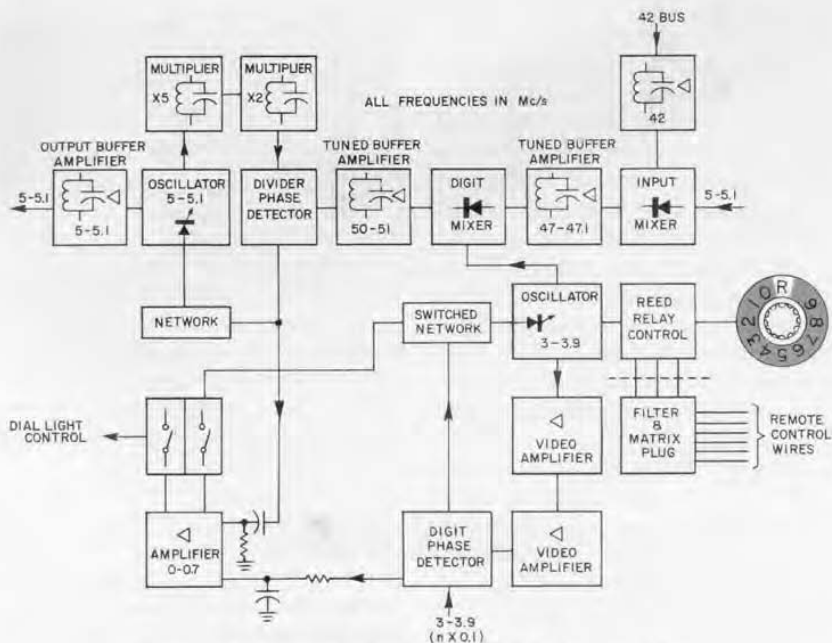 42 BUS
MULTIPLIER
X5
MULTIPLIER
X2
ALL FREQUENCIES IN Mc/s
42
OUTPUT BUFFER
AMPLIFIER
5-5.1
5-5.1
OSCILLATOR
5-5.1
DIVIDER
PHASE
DETECTOR
TUNED BUFFER
AMPLIFIER
50-51
DIGIT
MIXER
TUNED BUFFER
AMPLIFIER
47-47.1
INPUT
MIXER
5-5.1
NETWORK
SWITCHED
NETWORK
OSCILLATOR
3-3.9
REED
RELAY
CONTROL
R 9 8 7 6 5 4 3 2 1 0
DIAL LIGHT
CONTROL
VIDEO
AMPLIFIER
FILTER
&
MATRIX
PLUG
REMOTE
CONTROL
WIRES
AMPLIFIER
0-0.7
DIGIT
PHASE
DETECTOR
VIDEO
AMPLIFIER
3-3.9
(n X 0.1)